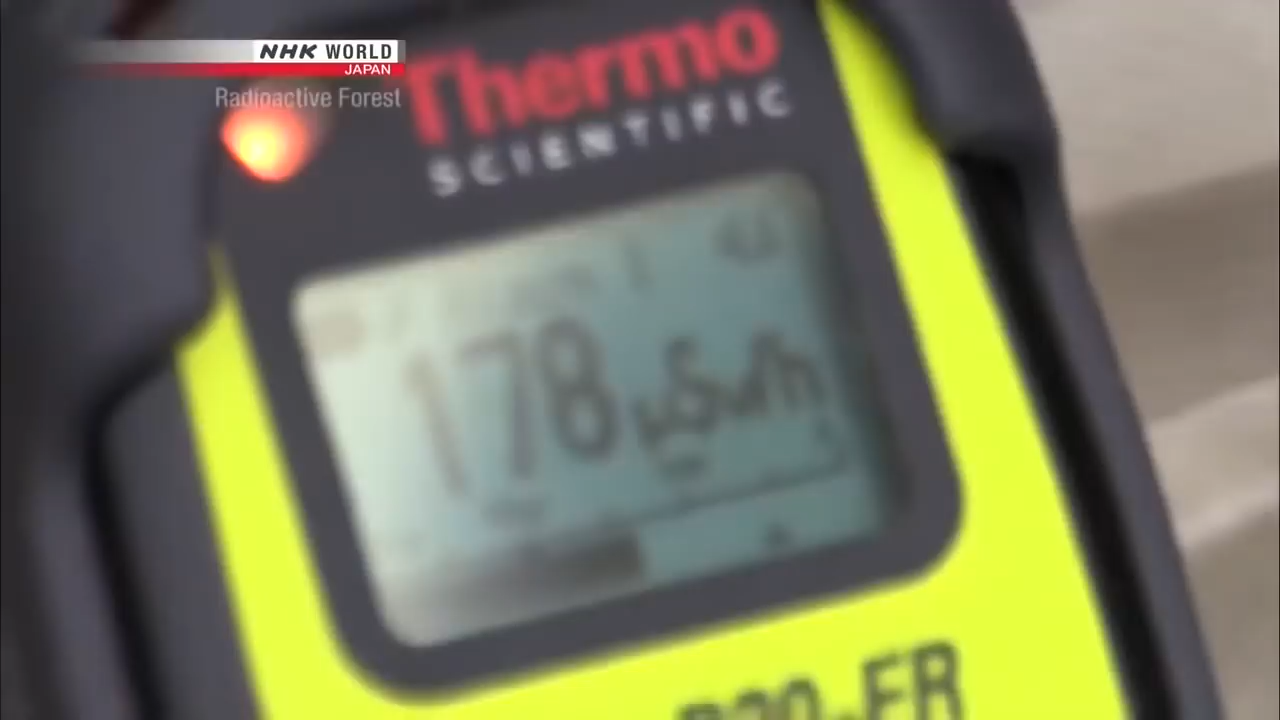 NHK WORLD
JAPAN
Radioactive Forest
Thermo
SCIENTIFIC
178 µSv/h